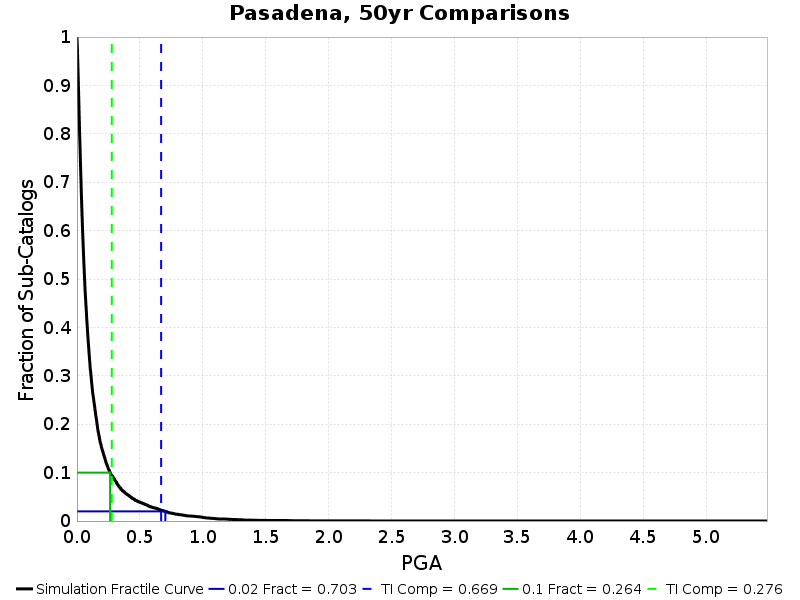 Pasadena, 50yr Comparisons
Fraction of Sub-Catalogs
1
0.9
0.8
0.7
0.6
0.5
0.4
0.3
0.2
0.1
0
0.0 0.5 1.0 1.5 2.0 2.5 3.0 3.5 4.0 4.5 5.0
PGA
Simulation Fractile Curve 0.02 Fract = 0.703 TI Comp = 0.669 0.1 Fract = 0.264 TI Comp = 0.276